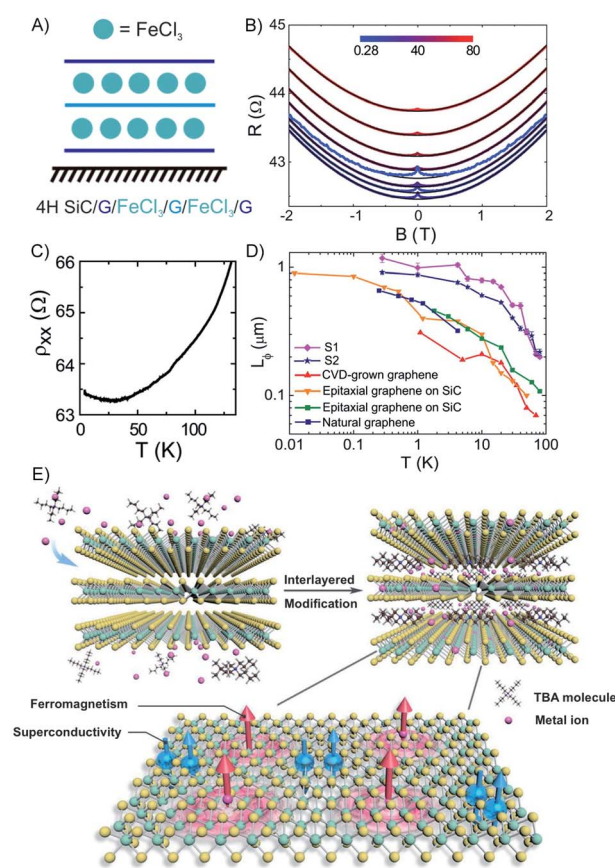 A)
= FeCl₃
4H SiC/G/FeCl₃/G/FeCl₃/G
B)
0.28 40 80
45
44
43
R (Ω)
-2 -1 0 1 2
B (T)
C)
66
65
64
63
ρxx (Ω)
0 50 100
T (K)
D)
1
0.1
Lϕ (μm)
S1
S2
CVD-grown graphene
Epitaxial graphene on SiC
Epitaxial graphene on SiC
Natural graphene
0.01 0.1 1 10 100
T (K)
E)
Interlayered
Modification
TBA molecule
Metal ion
Ferromagnetism
Superconductivity